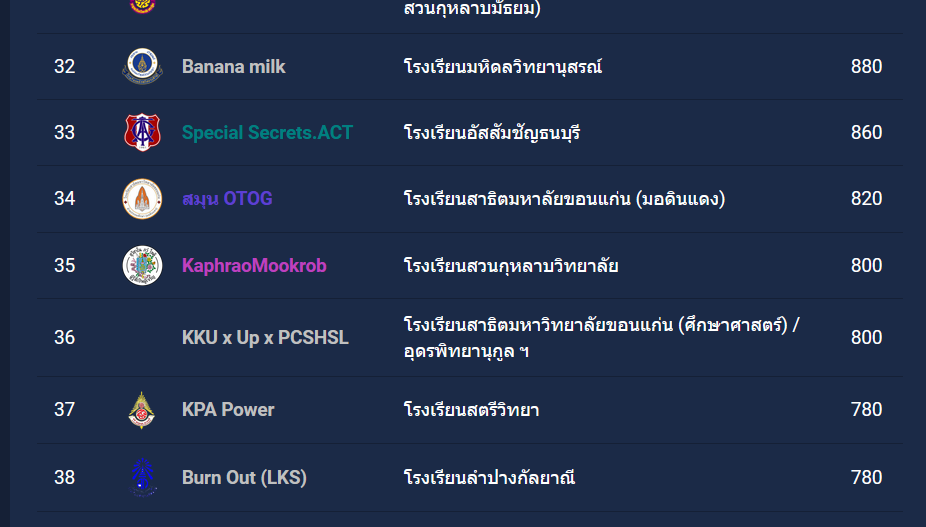 สวนกุหลาบมัธยม)
32 Banana milk โรงเรียนมหิดลวิทยานุสรณ์ 880
33 Special Secrets.ACT โรงเรียนอัสสัมชัญธนบุรี 860
34 สมุน OTOG โรงเรียนสาธิตมหาลัยขอนแก่น (มอดินแดง) 820
35 KaphraoMookrob โรงเรียนสวนกุหลาบวิทยาลัย 800
36 KKU x Up x PCSHSL โรงเรียนสาธิตมหาวิทยาลัยขอนแก่น (ศึกษาศาสตร์) / 800
อุดรพิทยานุกูล ฯ
37 KPA Power โรงเรียนสตรีวิทยา 780
38 Burn Out (LKS) โรงเรียนลำปางกัลยาณี 780